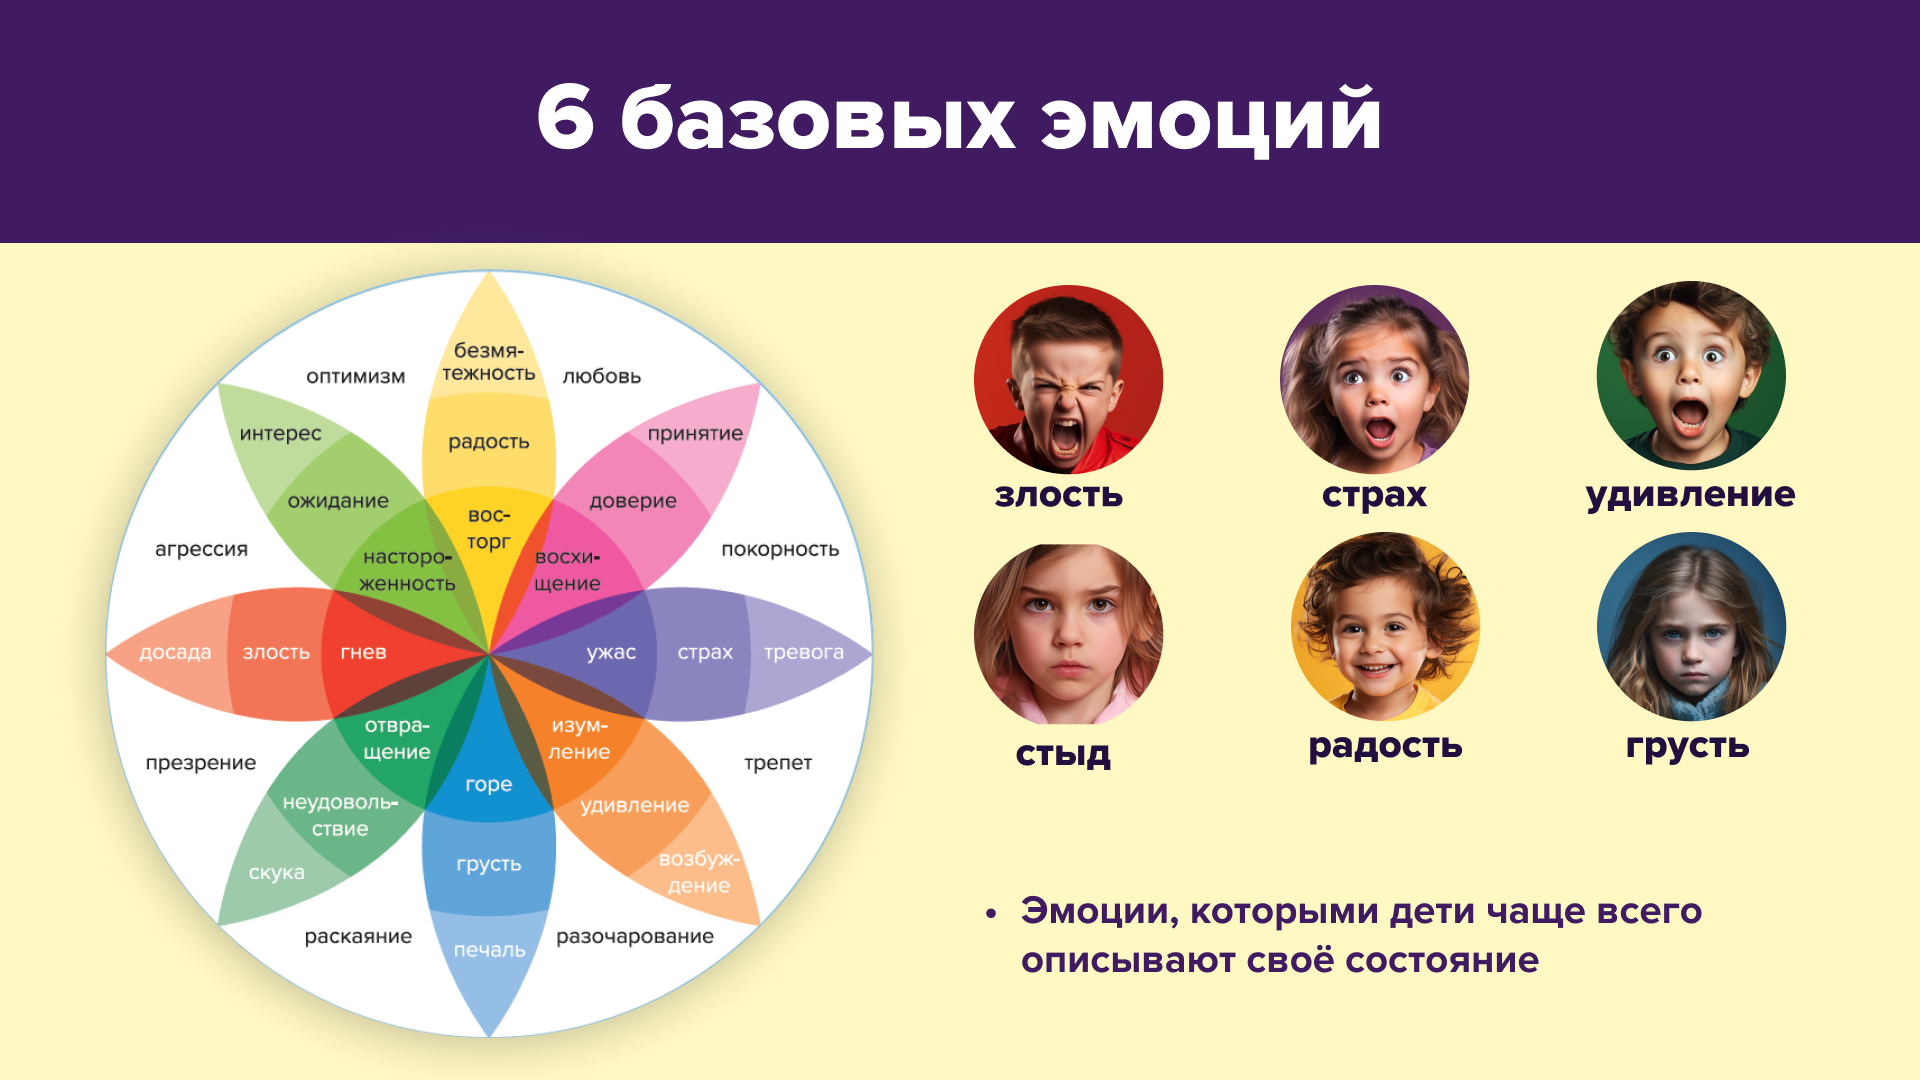 6 базовых эмоций
безмя-
тежность
оптимизм
любовь
интерес
радость
принятие
ожидание
вос-
торг
доверие
агрессия
насторо-
женность
восхи-
щение
покорность
досада
злость
гнев
ужас
страх
тревога
отвра-
щение
изум-
ление
презрение
горе
трепет
неудоволь-
ствие
удивление
скука
грусть
возбуж-
дение
раскаяние
печаль
разочарование
злость
страх
удивление
стыд
радость
грусть
• Эмоции, которыми дети чаще всего
описывают своё состояние